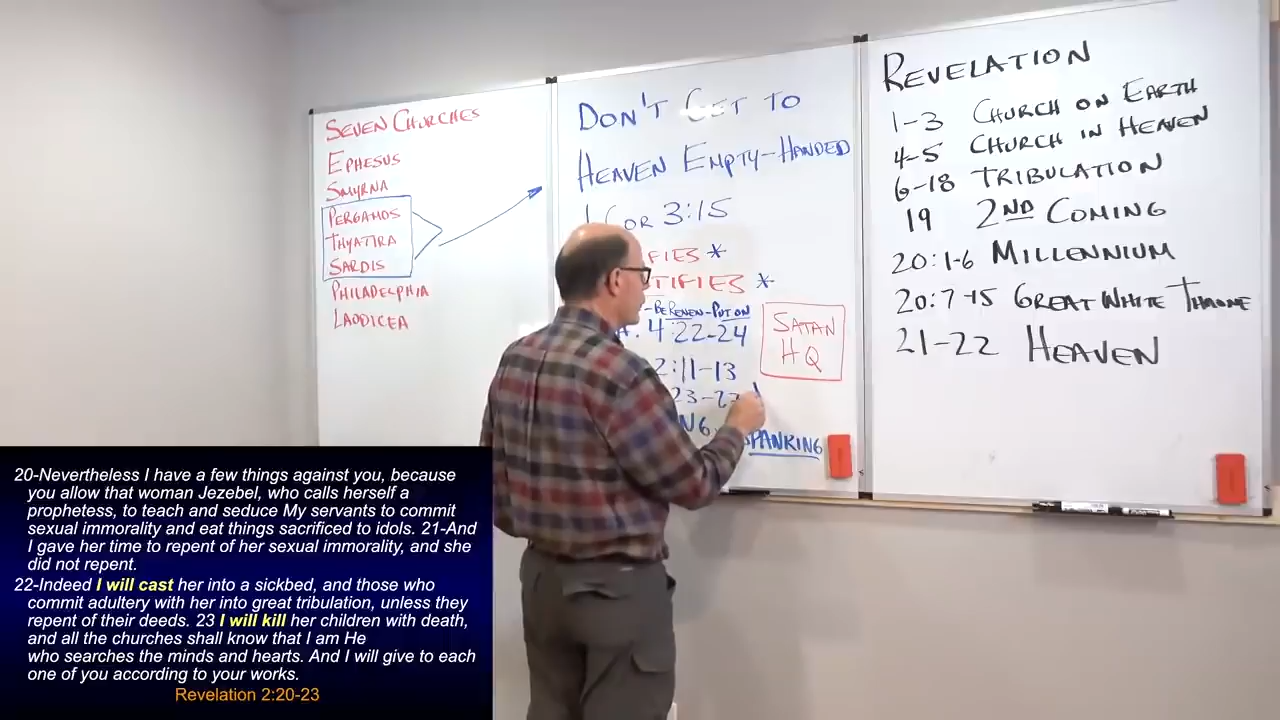 SEVEN CHURCHES
EPHESUS
SMYRNA
PERGAMOS
THYATIRA
SARDIS
PHILADELPHIA
LAODICEA
DON'T GET TO
HEAVEN EMPTY-HANDED
COR 3:15
FIES *
TIFIES *
BE RENEW-PUT ON
4:22-24
2:11-13
SATAN
HQ
SPANKING
REVELATION
1-3 CHURCH ON EARTH
4-5 CHURCH IN HEAVEN
6-18 TRIBULATION
19 2ND COMING
20:1-6 MILLENNIUM
20:7-15 GREAT WHITE THRONE
21-22 HEAVEN
20-Nevertheless I have a few things against you, because
you allow that woman Jezebel, who calls herself a
prophetess, to teach and seduce My servants to commit
sexual immorality and eat things sacrificed to idols. 21-And
I gave her time to repent of her sexual immorality, and she
did not repent.
22-Indeed I will cast her into a sickbed, and those who
commit adultery with her into great tribulation, unless they
repent of their deeds. 23 I will kill her children with death,
and all the churches shall know that I am He
who searches the minds and hearts. And I will give to each
one of you according to your works.
Revelation 2:20-23